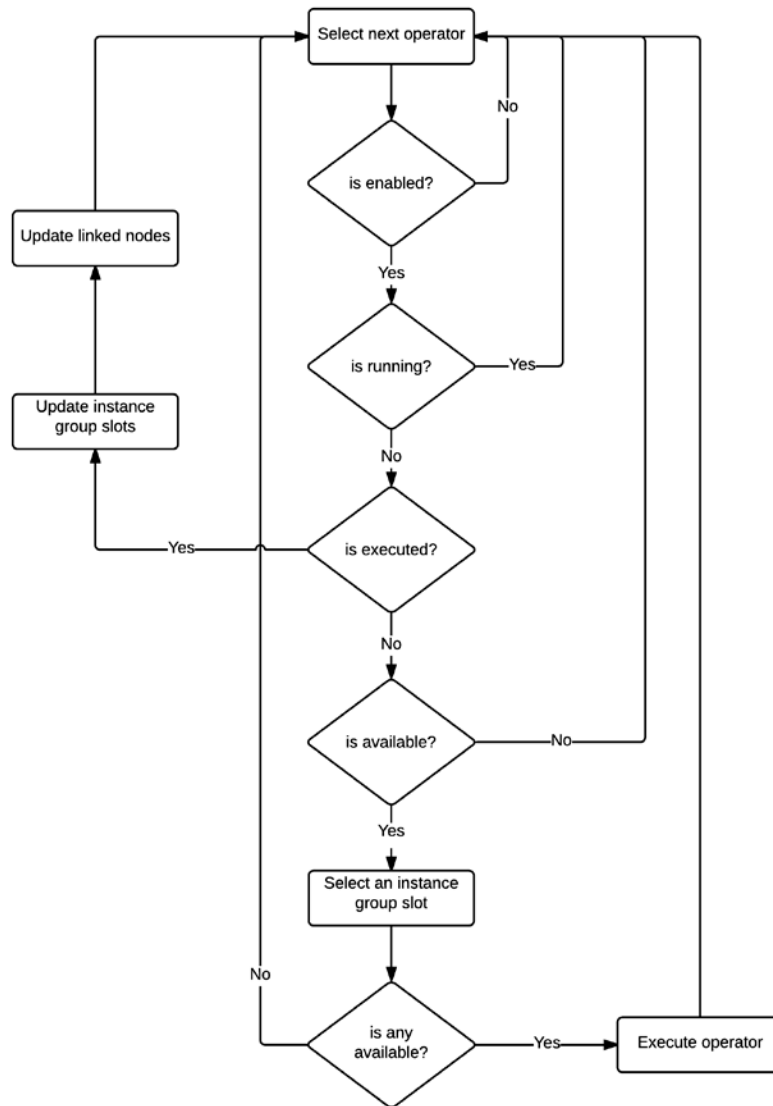 Select next operator
No
is enabled?
Update linked nodes
Yes
is running?
Yes
Update instance
group slots
No
Yes
is executed?
No
is available?
No
Yes
Select an instance
group slot
No
is any
available?
Yes
Execute operator